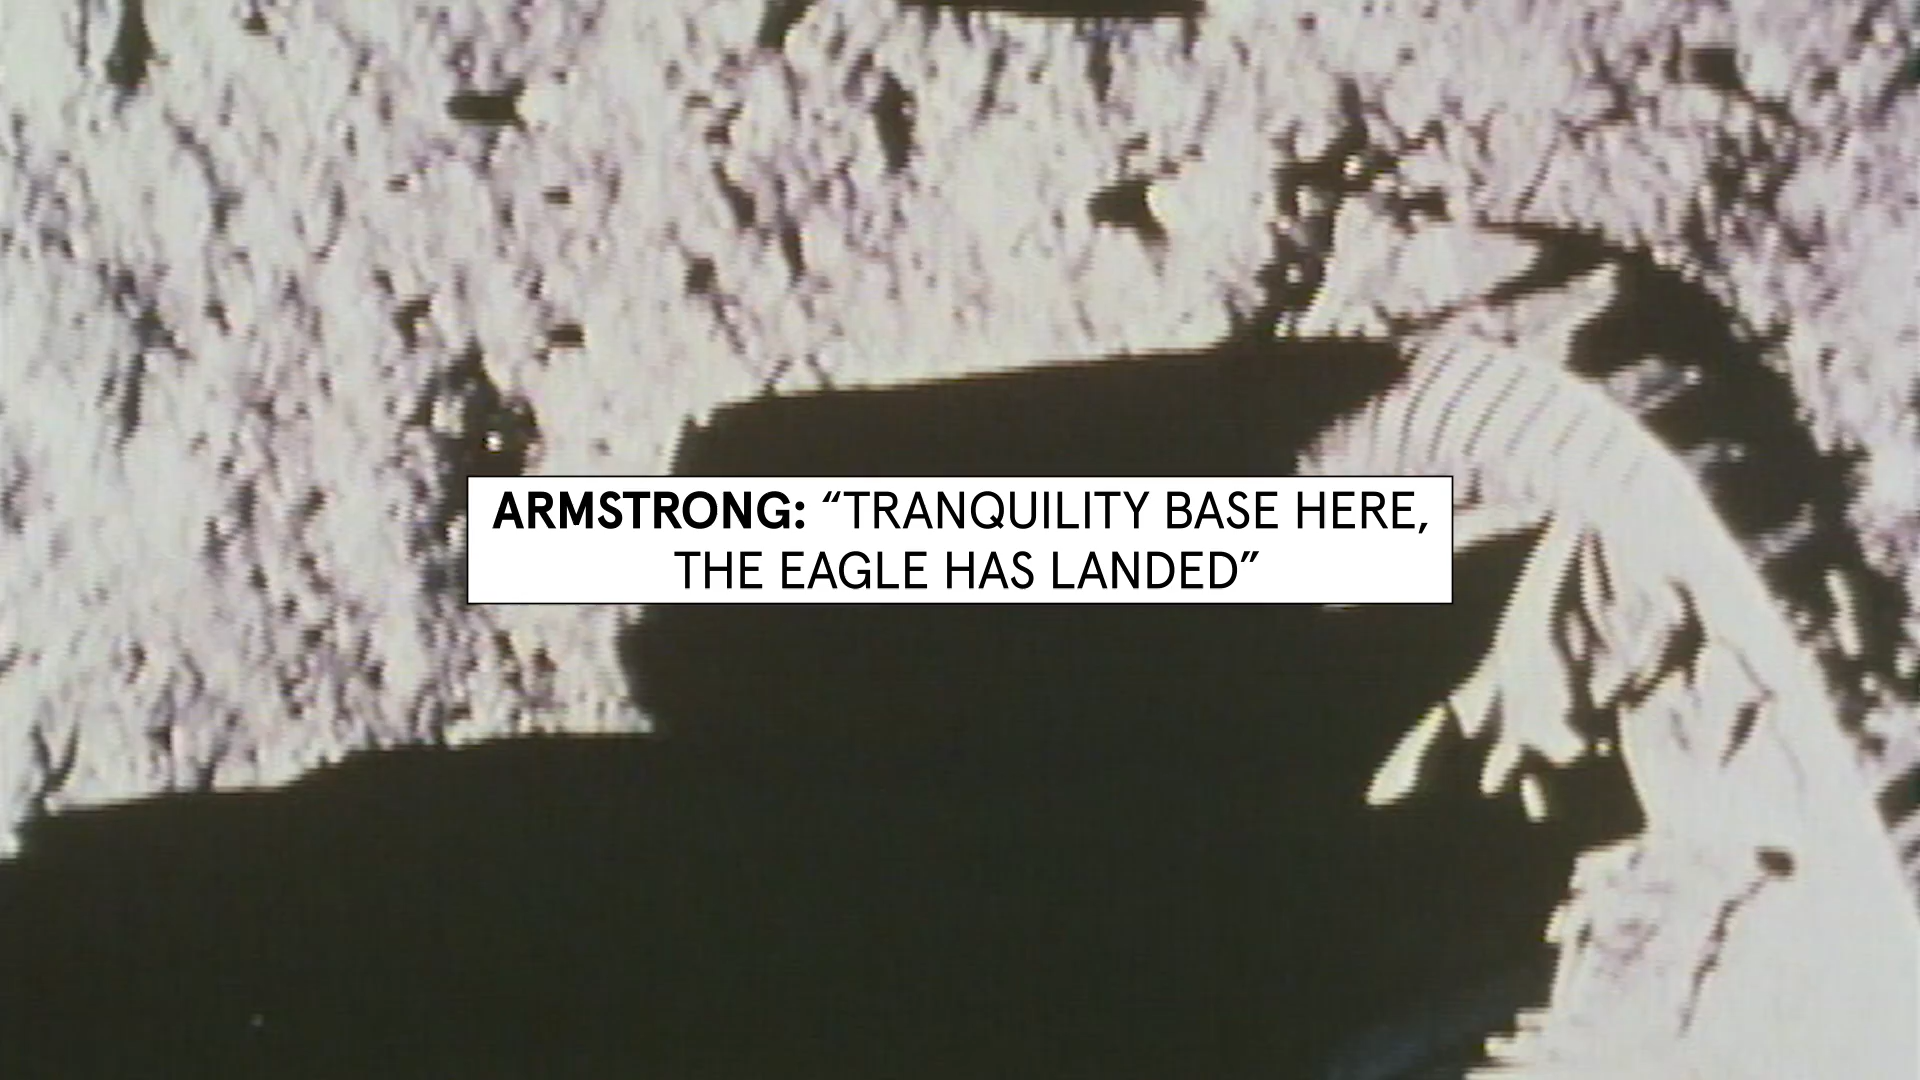 ARMSTRONG: “TRANQUILITY BASE HERE,
THE EAGLE HAS LANDED”